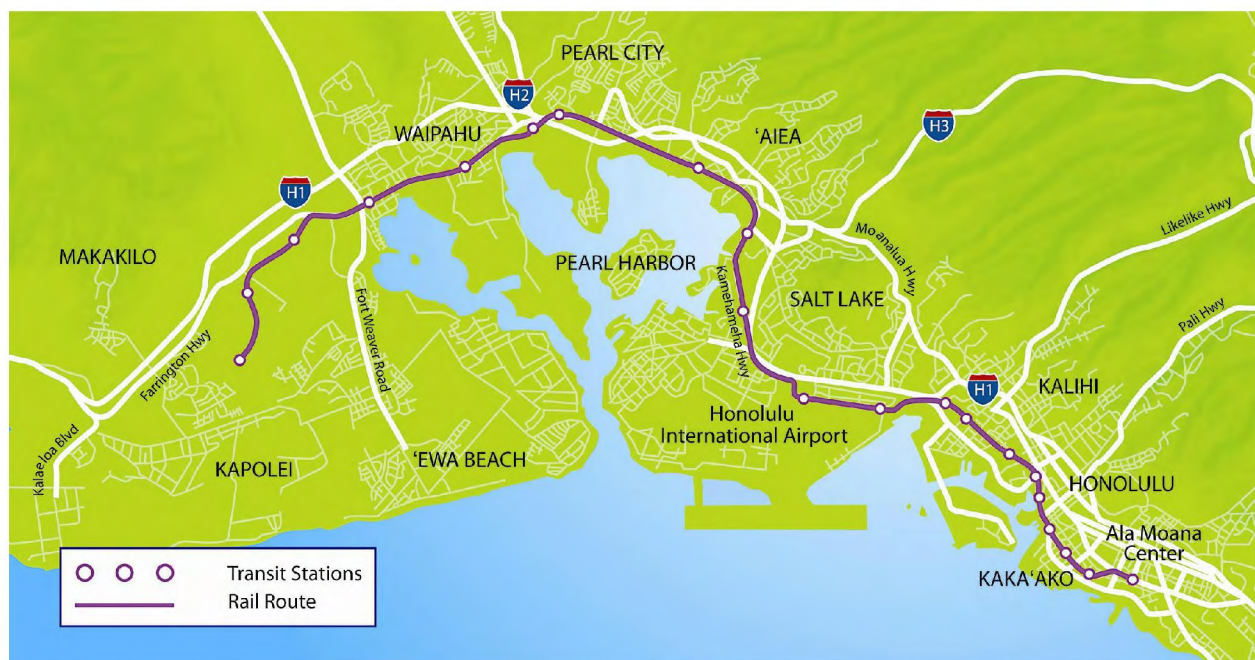 PEARL CITY
H2
WAIPAHU
'AIEA
H3
H1
Likelike Hwy
MAKAKILO
Moanalua Hwy
PEARL HARBOR
SALT LAKE
Pali Hwy
Fort Weaver Road
Kamehameha Hwy
Farrington Hwy
H1
KALIHI
Honolulu
International Airport
Kalae loa Blvd
KAPOLEI
'EWA BEACH
HONOLULU
Ala Moana
Center
KAKA'AKO
Transit Stations
Rail Route